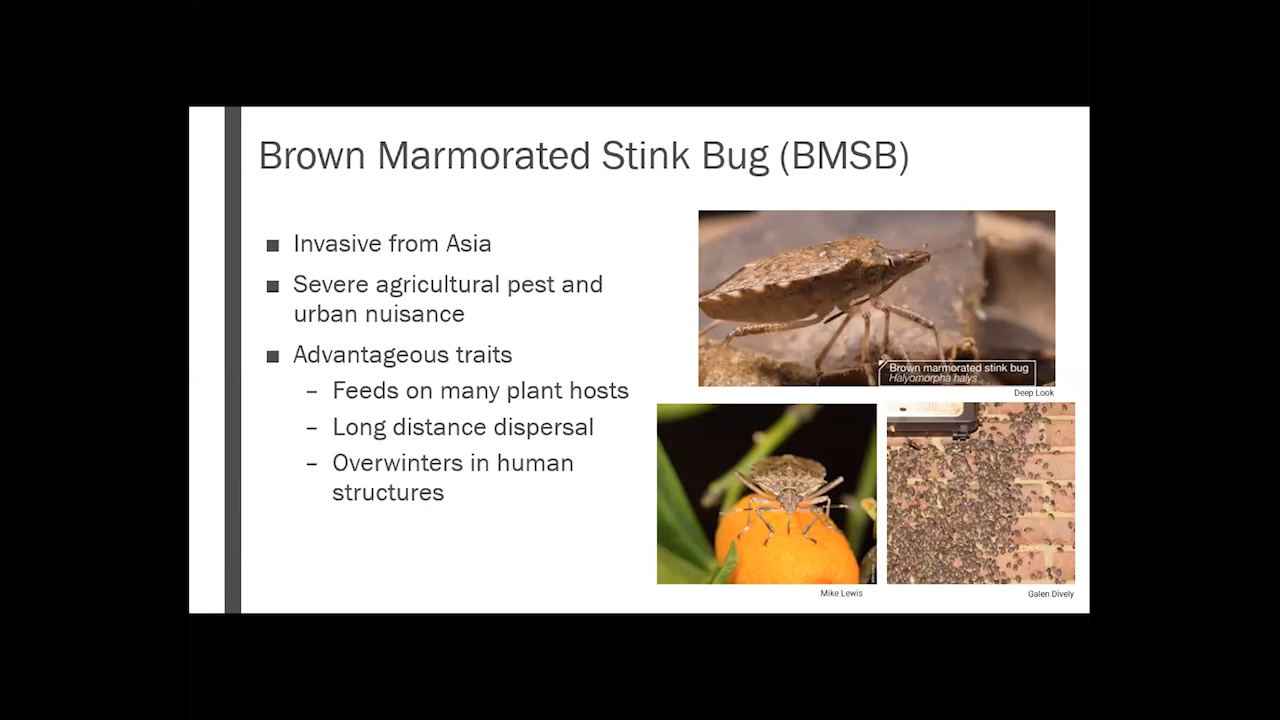 Brown Marmorated Stink Bug (BMSB)
■ Invasive from Asia
■ Severe agricultural pest and
urban nuisance
■ Advantageous traits
– Feeds on many plant hosts
– Long distance dispersal
– Overwinters in human
structures
Brown marmorated stink bug
Halyomorpha halys
Deep Look
Mike Lewis
Galen Dively